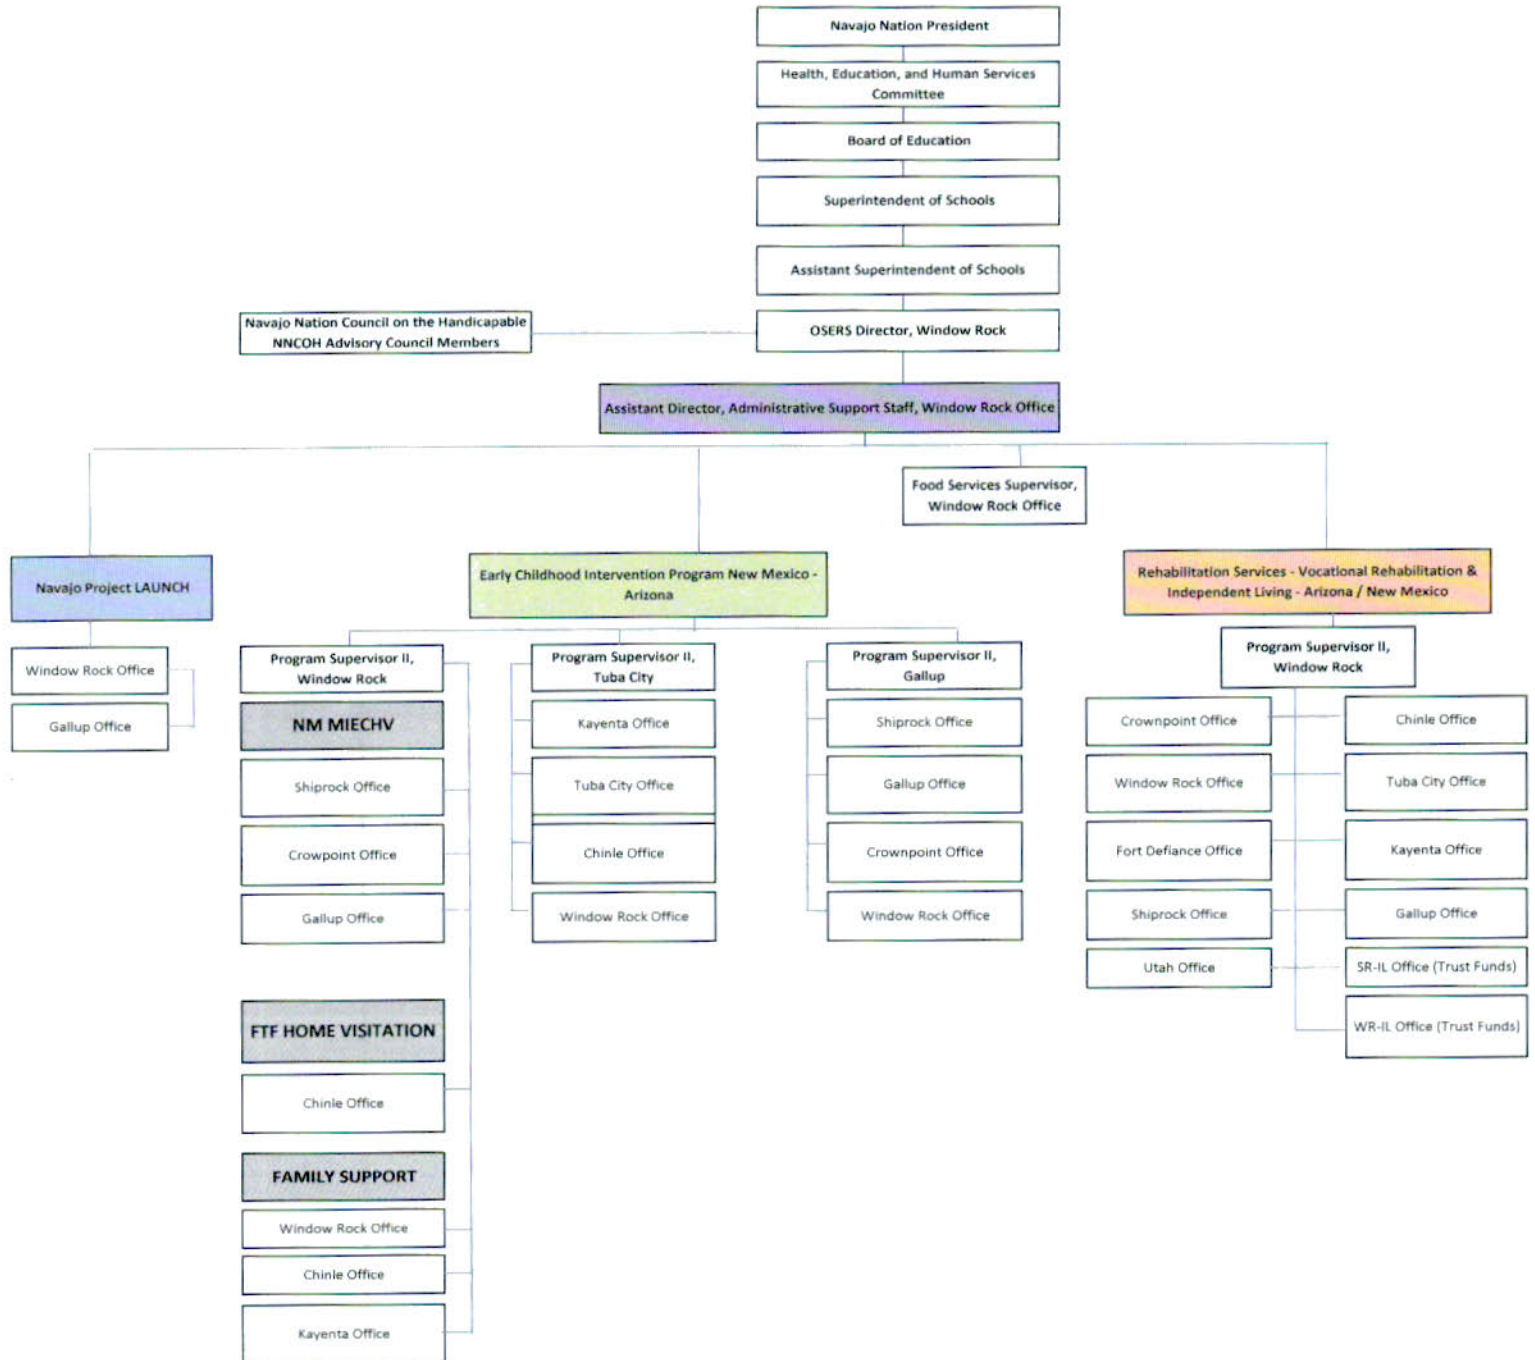 Navajo Nation President
Health, Education, and Human Services
Committee
Board of Education
Superintendent of Schools
Assistant Superintendent of Schools
Navajo Nation Council on the Handicapable
NNCOH Advisory Council Members
OSERS Director, Window Rock
Assistant Director, Administrative Support Staff, Window Rock Office
Food Services Supervisor,
Window Rock Office
Navajo Project LAUNCH
Window Rock Office
Gallup Office
Early Childhood Intervention Program New Mexico -
Arizona
Program Supervisor II,
Window Rock
NM MIECHV
Shiprock Office
Crowpoint Office
Gallup Office
FTF HOME VISITATION
Chinle Office
FAMILY SUPPORT
Window Rock Office
Chinle Office
Kayenta Office
Program Supervisor II,
Tuba City
Kayenta Office
Tuba City Office
Chinle Office
Window Rock Office
Program Supervisor II,
Gallup
Shiprock Office
Gallup Office
Crownpoint Office
Window Rock Office
Rehabilitation Services - Vocational Rehabilitation &
Independent Living - Arizona / New Mexico
Program Supervisor II,
Window Rock
Crownpoint Office
Window Rock Office
Fort Defiance Office
Shiprock Office
Utah Office
Chinle Office
Tuba City Office
Kayenta Office
Gallup Office
SR-IL Office (Trust Funds)
WR-IL Office (Trust Funds)